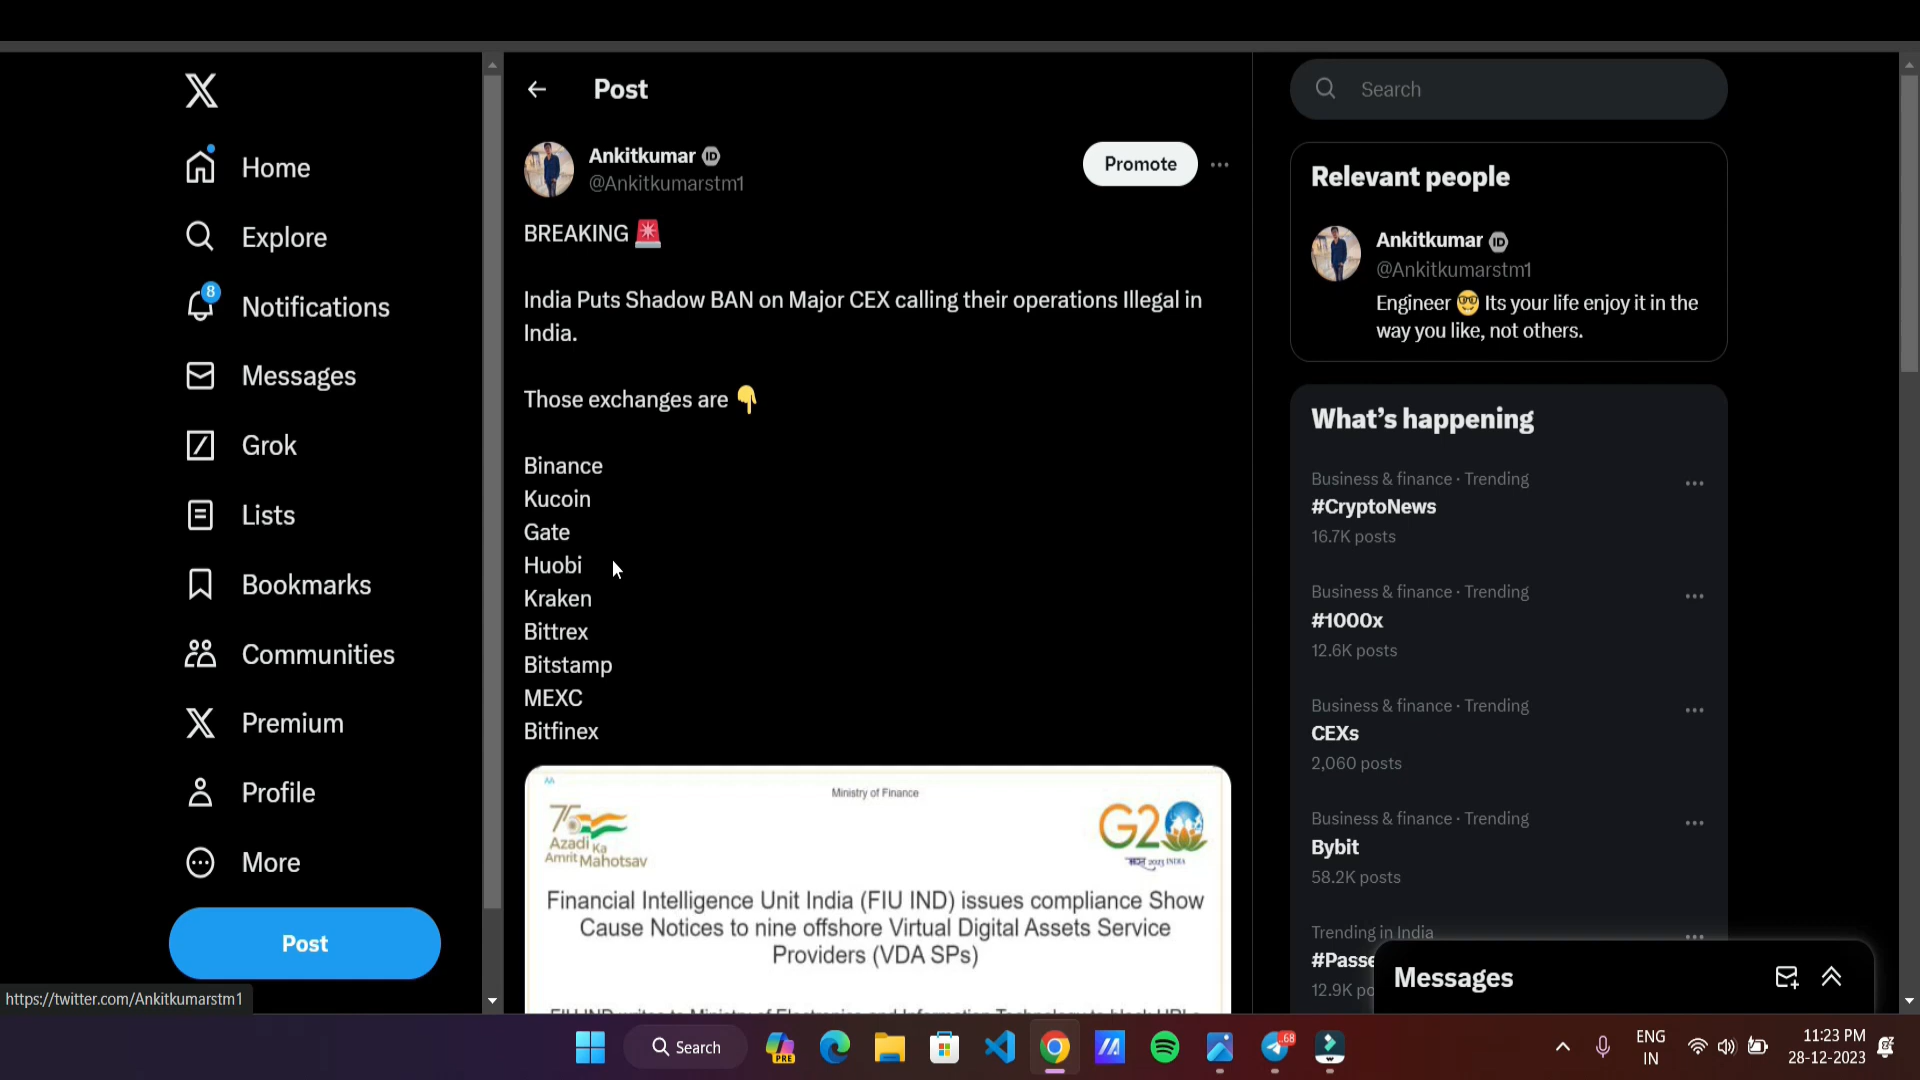 Post
Search
Ankitkumar
@Ankitkumarstm1
Promote
BREAKING 🚨
India Puts Shadow BAN on Major CEX calling their operations Illegal in
India.
Those exchanges are 👇
Binance
Kucoin
Gate
Huobi
Kraken
Bittrex
Bitstamp
MEXC
Bitfinex
Ministry of Finance
75
Azadi Ka
Amrit Mahotsav
G20
Financial Intelligence Unit India (FIU IND) issues compliance Show
Cause Notices to nine offshore Virtual Digital Assets Service
Providers (VDA SPs)
Home
Explore
8
Notifications
Messages
Grok
Lists
Bookmarks
Communities
Premium
Profile
More
Post
https://twitter.com/Ankitkumarstm1
Relevant people
Ankitkumar
@Ankitkumarstm1
Engineer 🤓 Its your life enjoy it in the
way you like, not others.
What's happening
Business & finance · Trending
#CryptoNews
16.7K posts
Business & finance · Trending
#1000x
12.6K posts
Business & finance · Trending
CEXs
2,060 posts
Business & finance · Trending
Bybit
58.2K posts
Trending in India
#Passe
12.9K po
Messages
Search
PRE
68
ENG
IN
11:23 PM
28-12-2023